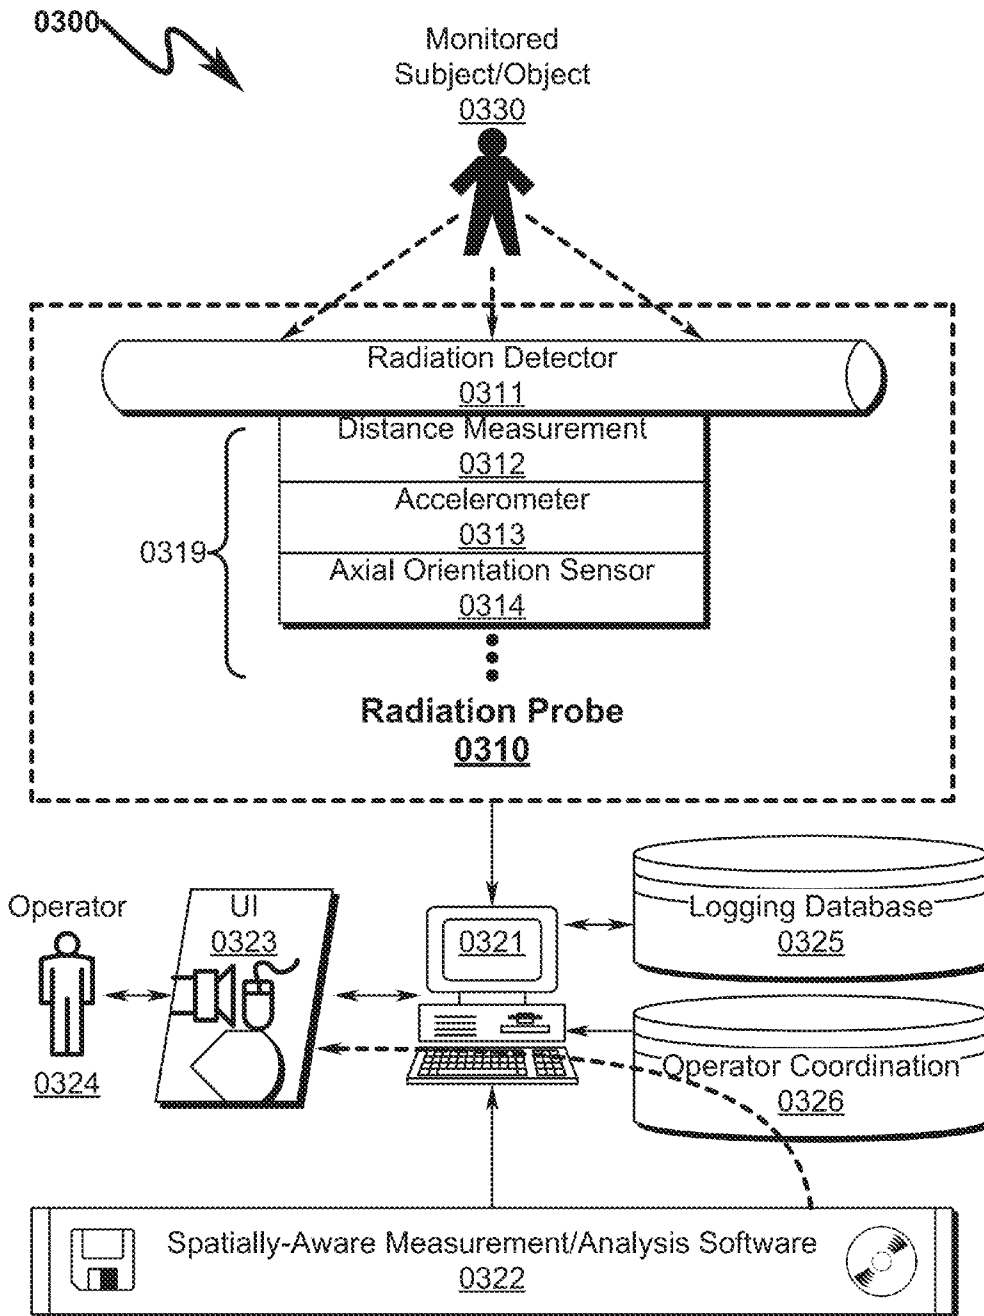 0300
Monitored
Subject/Object
0330
Radiation Detector
0311
Distance Measurement
0312
Accelerometer
0313
Axial Orientation Sensor
0314
0319
Radiation Probe
0310
Operator
0324
UI
0323
0321
Logging Database
0325
Operator Coordination
0326
Spatially-Aware Measurement/Analysis Software
0322